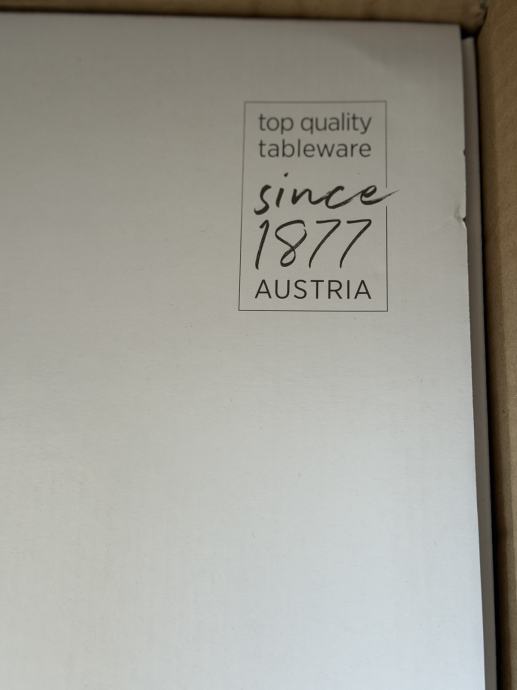 top quality
tableware
since
1877
AUSTRIA